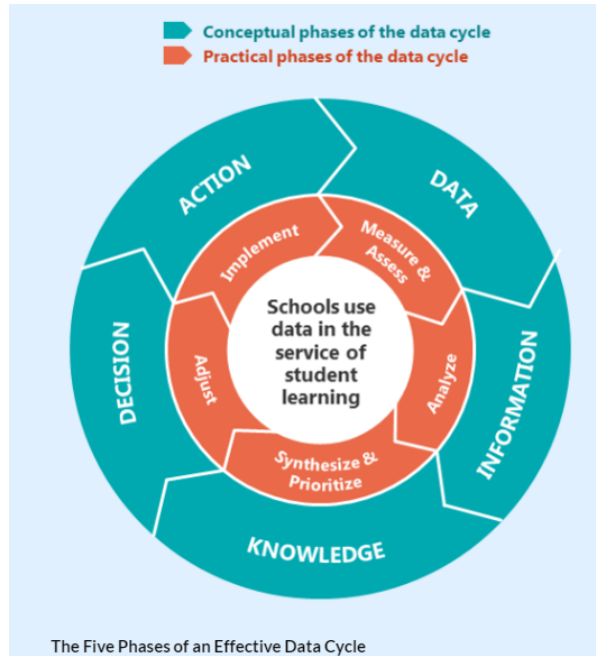 Conceptual phases of the data cycle
Practical phases of the data cycle
ACTION
DATA
INFORMATION
KNOWLEDGE
DECISION
Implement
Measure &
Assess
Analyze
Synthesize &
Prioritize
Adjust
Schools use
data in the
service of
student
learning
The Five Phases of an Effective Data Cycle